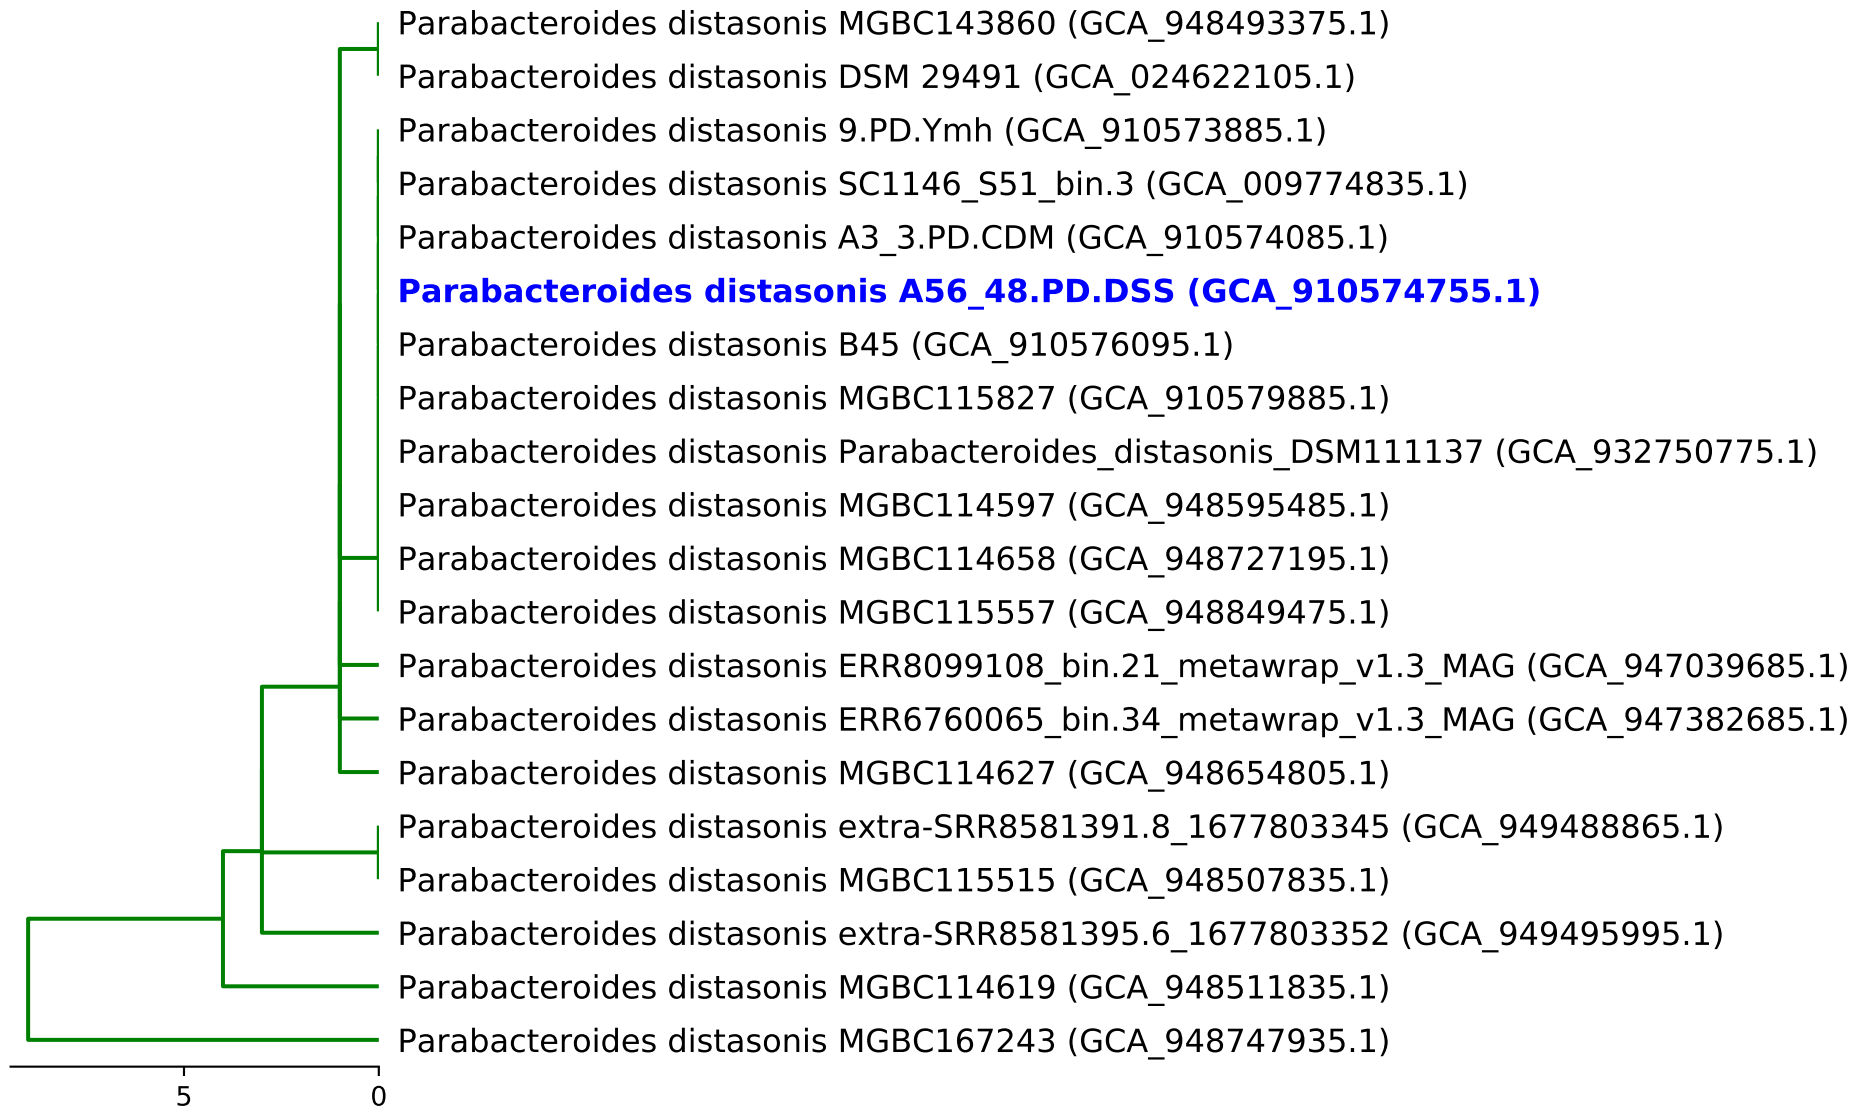 Parabacteroides distasonis MGBC143860 (GCA_948493375.1)
Parabacteroides distasonis DSM 29491 (GCA_024622105.1)
Parabacteroides distasonis 9.PD.Ymh (GCA_910573885.1)
Parabacteroides distasonis SC1146_S51_bin.3 (GCA_009774835.1)
Parabacteroides distasonis A3_3.PD.CDM (GCA_910574085.1)
Parabacteroides distasonis A56_48.PD.DSS (GCA_910574755.1)
Parabacteroides distasonis B45 (GCA_910576095.1)
Parabacteroides distasonis MGBC115827 (GCA_910579885.1)
Parabacteroides distasonis Parabacteroides_distasonis_DSM111137 (GCA_932750775.1)
Parabacteroides distasonis MGBC114597 (GCA_948595485.1)
Parabacteroides distasonis MGBC114658 (GCA_948727195.1)
Parabacteroides distasonis MGBC115557 (GCA_948849475.1)
Parabacteroides distasonis ERR8099108_bin.21_metawrap_v1.3_MAG (GCA_947039685.1)
Parabacteroides distasonis ERR6760065_bin.34_metawrap_v1.3_MAG (GCA_947382685.1)
Parabacteroides distasonis MGBC114627 (GCA_948654805.1)
Parabacteroides distasonis extra-SRR8581391.8_1677803345 (GCA_949488865.1)
Parabacteroides distasonis MGBC115515 (GCA_948507835.1)
Parabacteroides distasonis extra-SRR8581395.6_1677803352 (GCA_949495995.1)
Parabacteroides distasonis MGBC114619 (GCA_948511835.1)
Parabacteroides distasonis MGBC167243 (GCA_948747935.1)
5 0